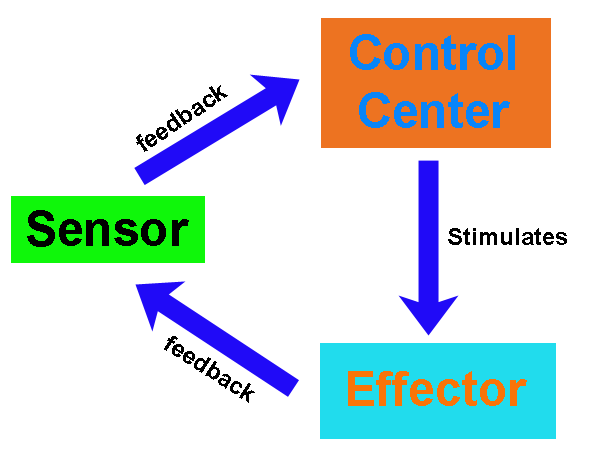 Control
Center
feedback
Sensor
Stimulates
feedback
Effector